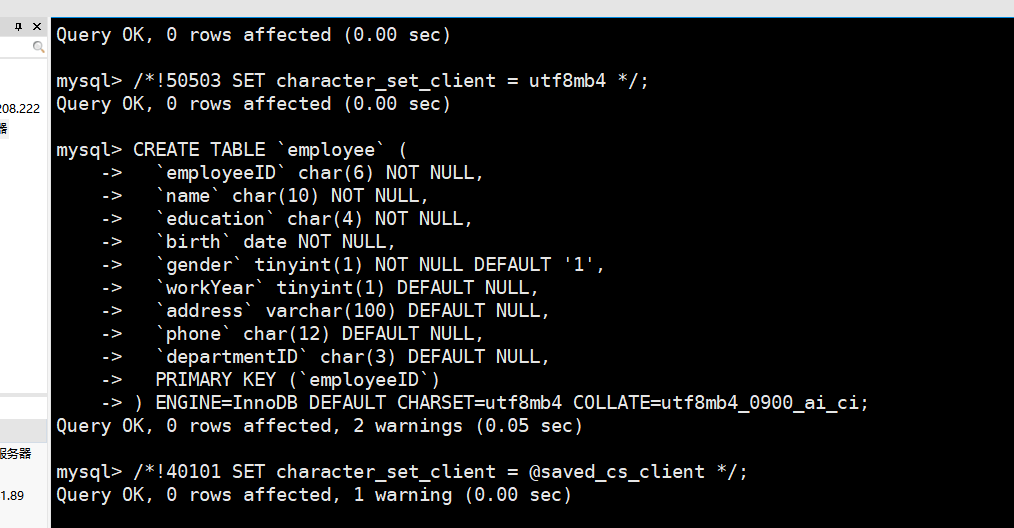 Query OK, 0 rows affected (0.00 sec)
mysql> /*!50503 SET character_set_client = utf8mb4 */;
Query OK, 0 rows affected (0.00 sec)
208.222
器
mysql> CREATE TABLE `employee` (
    ->   `employeeID` char(6) NOT NULL,
    ->   `name` char(10) NOT NULL,
    ->   `education` char(4) NOT NULL,
    ->   `birth` date NOT NULL,
    ->   `gender` tinyint(1) NOT NULL DEFAULT '1',
    ->   `workYear` tinyint(1) DEFAULT NULL,
    ->   `address` varchar(100) DEFAULT NULL,
    ->   `phone` char(12) DEFAULT NULL,
    ->   `departmentID` char(3) DEFAULT NULL,
    ->   PRIMARY KEY (`employeeID`)
    -> ) ENGINE=InnoDB DEFAULT CHARSET=utf8mb4 COLLATE=utf8mb4_0900_ai_ci;
Query OK, 0 rows affected, 2 warnings (0.05 sec)
服务器
mysql> /*!40101 SET character_set_client = @saved_cs_client */;
Query OK, 0 rows affected, 1 warning (0.00 sec)
1.89